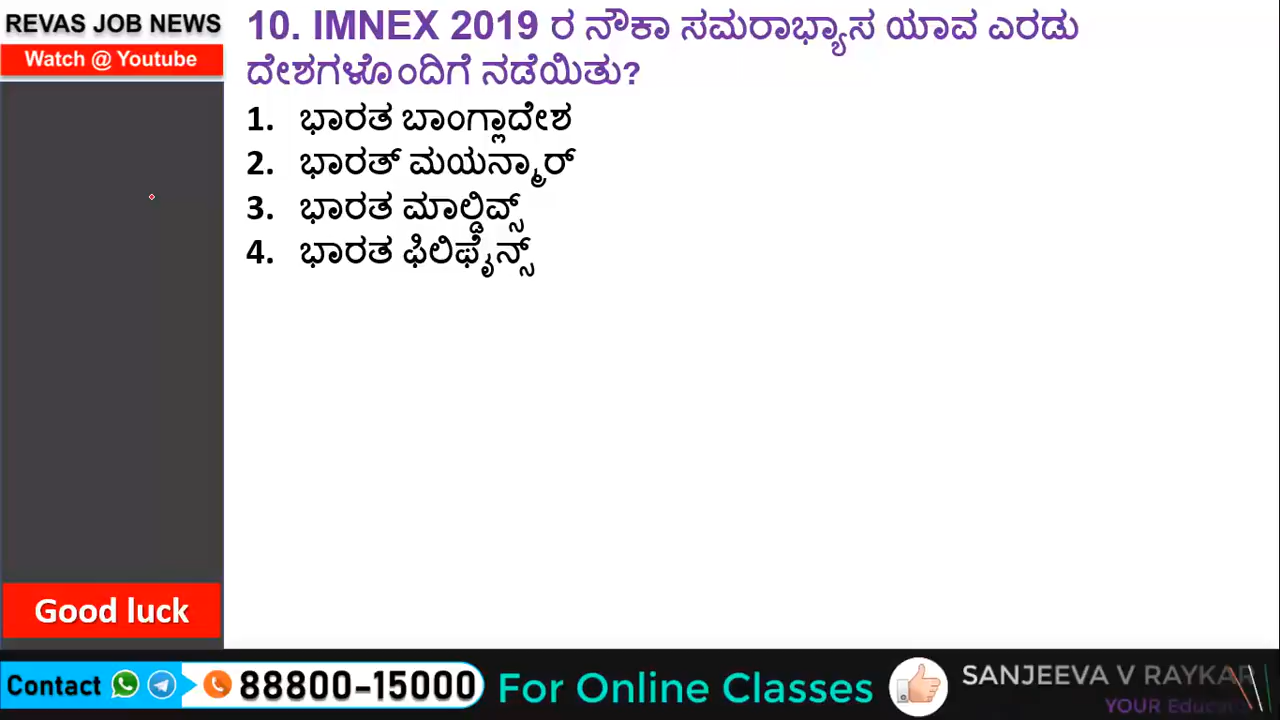 REVAS JOB NEWS
Watch @ Youtube
10. IMNEX 2019 ರ ನೌಕಾ ಸಮರಾಭ್ಯಾಸ ಯಾವ ಎರಡು
ದೇಶಗಳೊಂದಿಗೆ ನಡೆಯಿತು?
1. ಭಾರತ ಬಾಂಗ್ಲಾದೇಶ
2. ಭಾರತ್ ಮಯನ್ಮಾರ್
3. ಭಾರತ ಮಾಲ್ಡಿವ್ಸ್
4. ಭಾರತ ಫಿಲಿಫೈನ್ಸ್
Good luck
Contact 88800-15000 For Online Classes
SANJEEVA V RAYKAR
YOUR